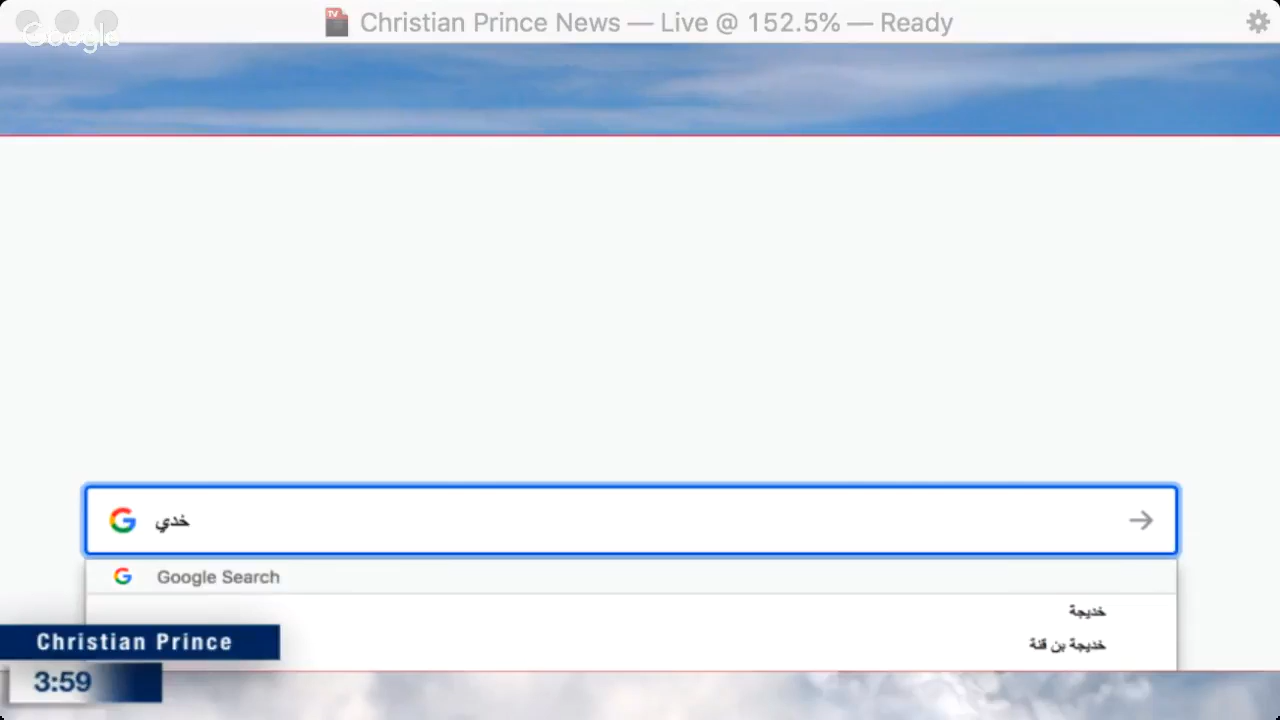 Google
TV
Christian Prince News — Live @ 152.5% — Ready
خدي
Google Search
خديجة
خديجة بن قنة
Christian Prince
3:59